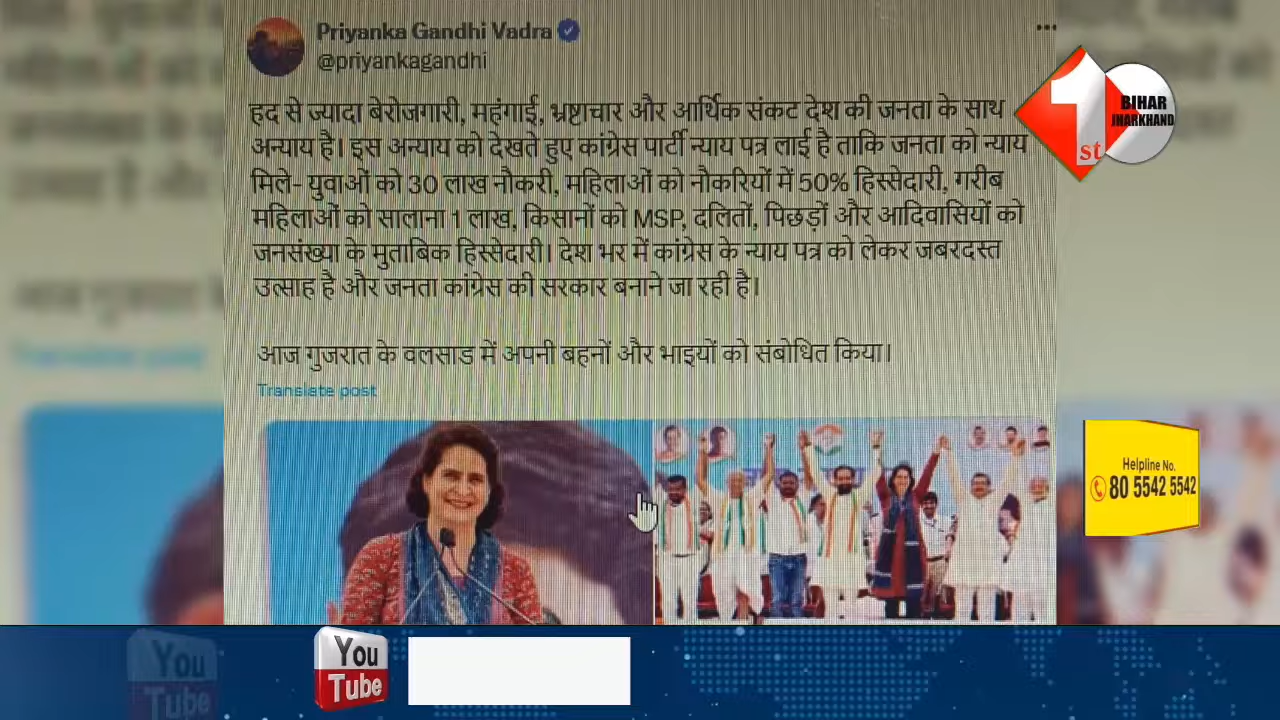 Priyanka Gandhi Vadra
@priyankagandhi
हद से ज्यादा बेरोजगारी, महंगाई, भ्रष्टाचार और आर्थिक संकट देश की जनता के साथ
अन्याय है। इस अन्याय को देखते हुए कांग्रेस पार्टी न्याय पत्र लाई है ताकि जनता को न्याय
मिले- युवाओं को 30 लाख नौकरी, महिलाओं को नौकरियों में 50% हिस्सेदारी, गरीब
महिलाओं को सालाना 1 लाख, किसानों को MSP, दलितों, पिछड़ों और आदिवासियों को
जनसंख्या के मुताबिक हिस्सेदारी। देश भर में कांग्रेस के न्याय पत्र को लेकर जबरदस्त
उत्साह है और जनता कांग्रेस की सरकार बनाने जा रही है।
आज गुजरात के वलसाड में अपनी बहनों और भाइयों को संबोधित किया।
Translate post
1st
BIHAR
JHARKHAND
Helpline No.
80 5542 5542
You
Tube
You
Tube